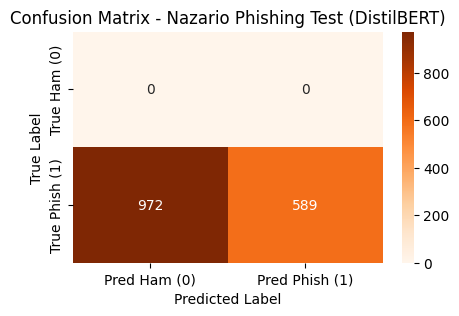 Confusion Matrix - Nazario Phishing Test (DistilBERT)
True Label
True Ham (0)
0 0
True Phish (1)
972 589
Pred Ham (0) Pred Phish (1)
Predicted Label
800
600
400
200
0